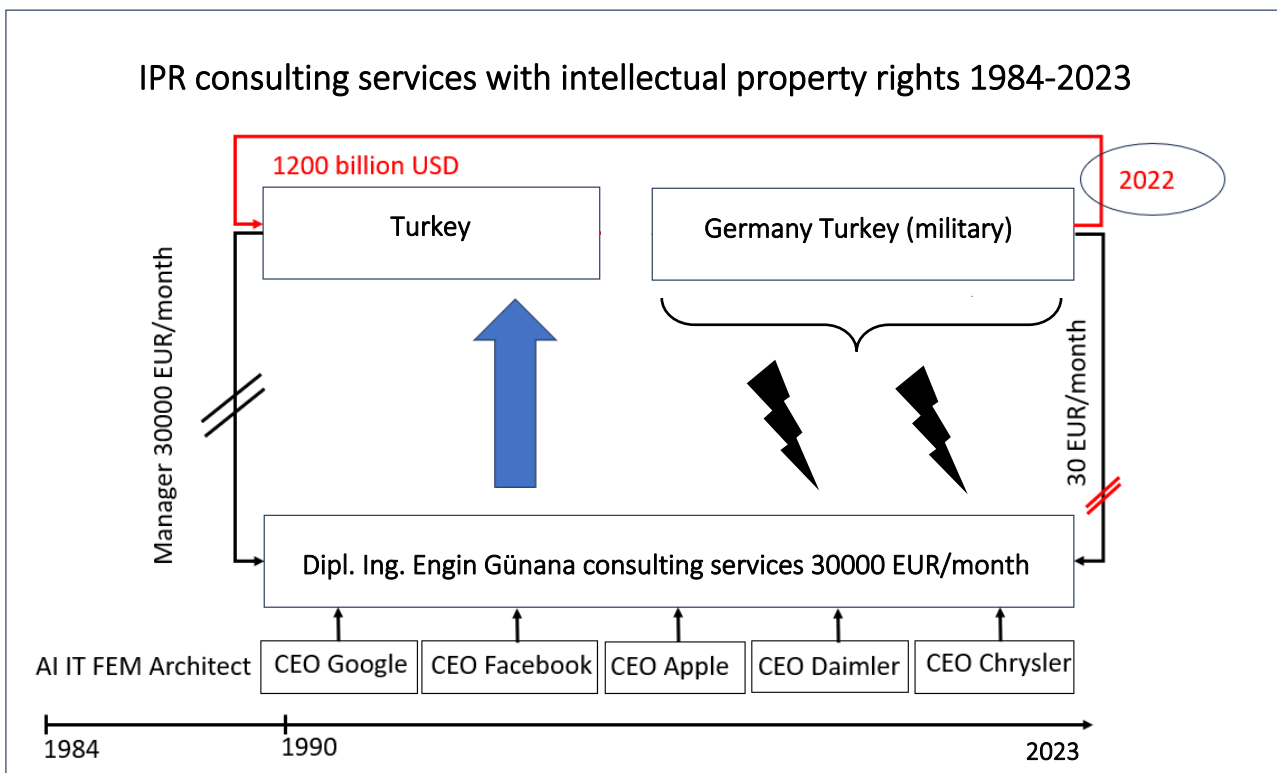 IPR consulting services with intellectual property rights 1984-2023
1200 billion USD
2022
Turkey
Germany Turkey (military)
Manager 30000 EUR/month
30 EUR/month
Dipl. Ing. Engin Günana consulting services 30000 EUR/month
AI IT FEM Architect
CEO Google
CEO Facebook
CEO Apple
CEO Daimler
CEO Chrysler
1984
1990
2023